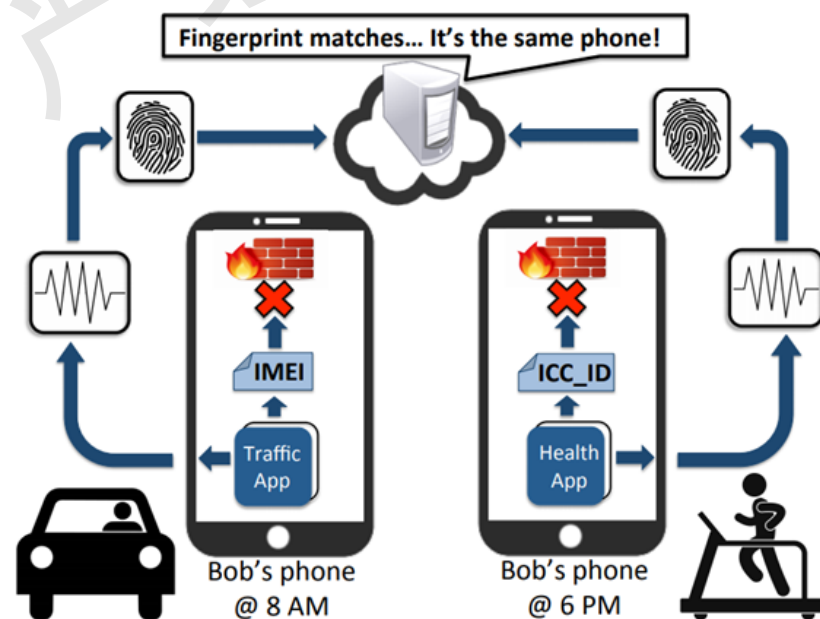 Fingerprint matches... It's the same phone!
IMEI
ICC_ID
Traffic
App
Health
App
Bob's phone
@ 8 AM
Bob's phone
@ 6 PM